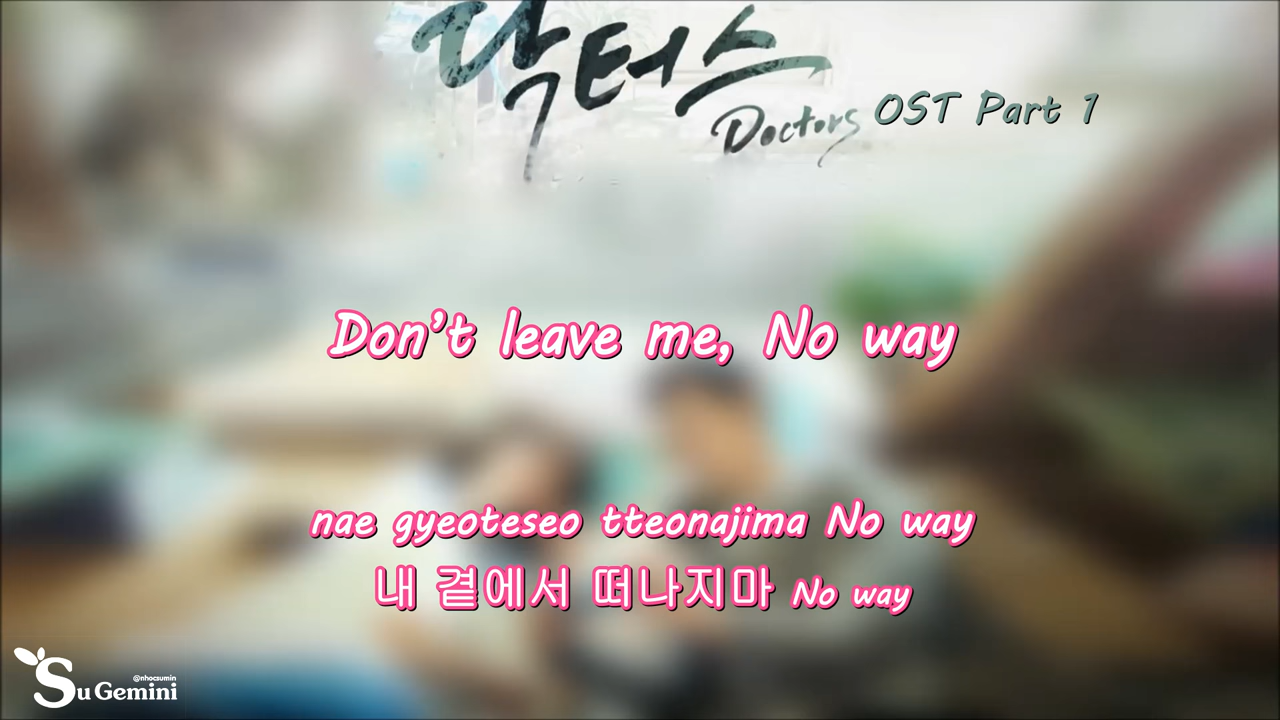 닥터스
Doctors OST Part 1
Don't leave me, No way
nae gyeoteseo tteonajima No way
내 곁에서 떠나지마 No way
@nhocsumin
Su Gemini